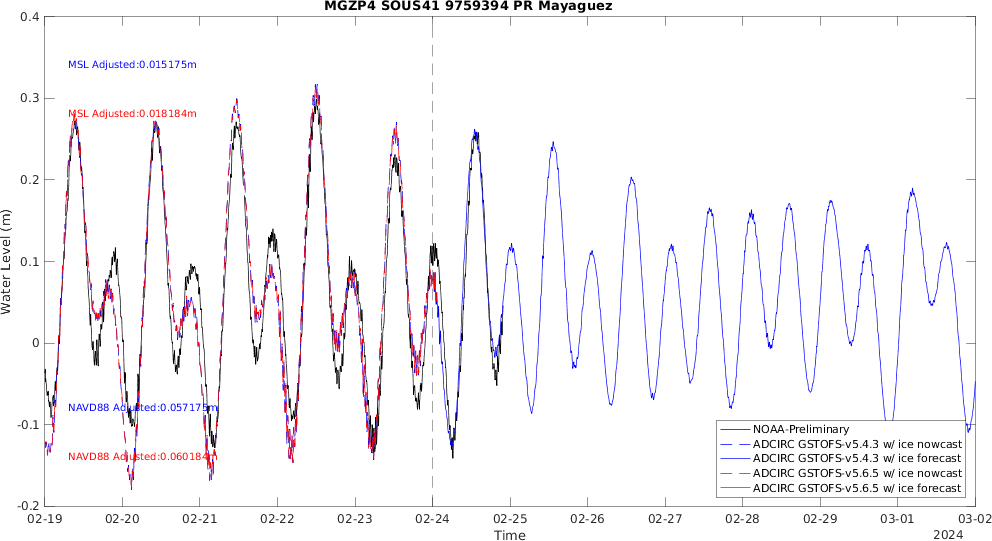 MGZP4 SOUS41 9759394 PR Mayaguez
0.4
0.3
0.2
0.1
0
-0.1
-0.2
Water Level (m)
MSL Adjusted:0.015175m
MSL Adjusted:0.018184m
NAVD88 Adjusted:0.057175m
NAVD88 Adjusted:0.060184m
NOAA-Preliminary
ADCIRC GSTOFS-v5.4.3 w/ ice nowcast
ADCIRC GSTOFS-v5.4.3 w/ ice forecast
ADCIRC GSTOFS-v5.6.5 w/ ice nowcast
ADCIRC GSTOFS-v5.6.5 w/ ice forecast
02-19 02-20 02-21 02-22 02-23 02-24 02-25 02-26 02-27 02-28 02-29 03-01 03-02
Time
2024